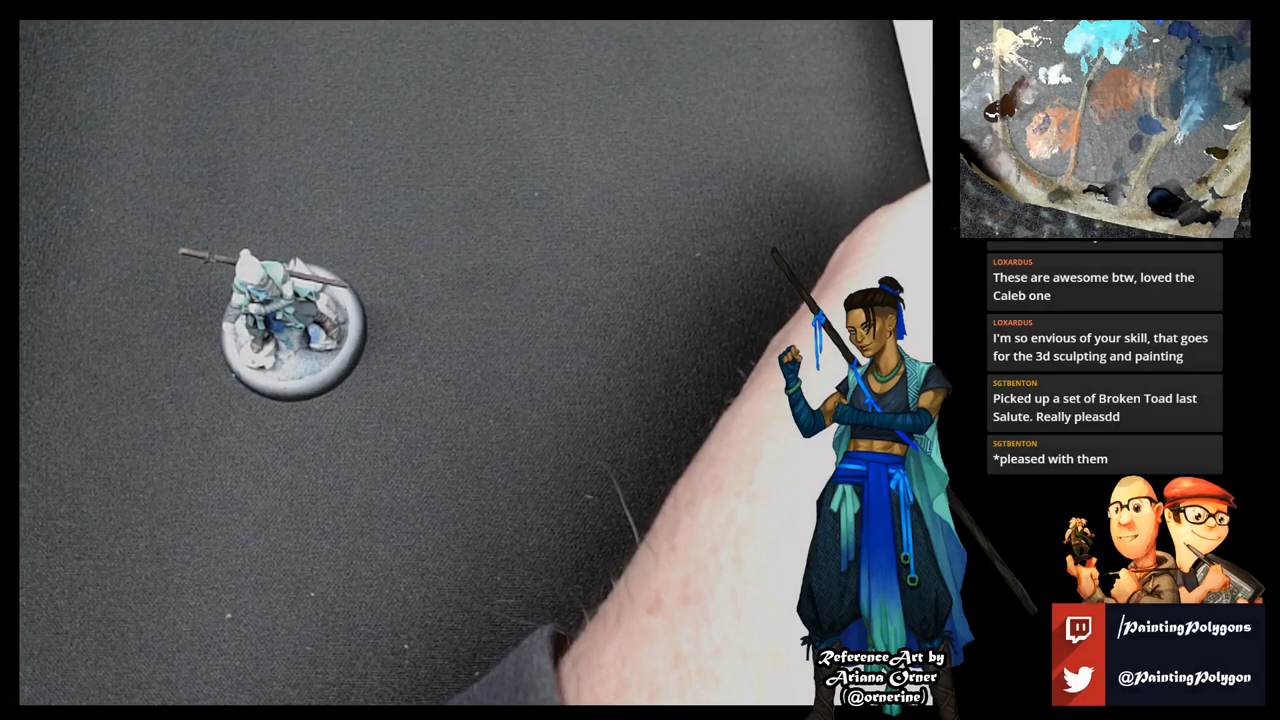 LOXARDUS
These are awesome btw, loved the
Caleb one
LOXARDUS
I'm so envious of your skill, that goes
for the 3d sculpting and painting
SGTBENTON
Picked up a set of Broken Toad last
Salute. Really pleasdd
SGTBENTON
*pleased with them
Reference Art by
Ariana Orner
(@ornerine)
/PaintingPolygons
@PaintingPolygon